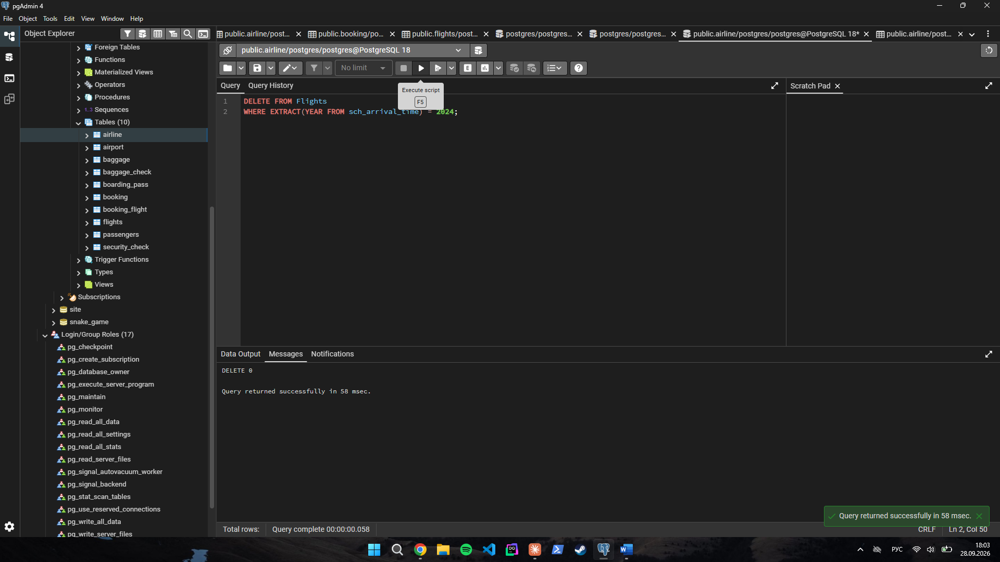 pgAdmin 4
File Object Tools Edit View Window Help
Object Explorer
public.airline/post...
public.booking/po...
public.flights/post...
postgres/postgres...
postgres/postgres...
public.airline/postgres/postgres@PostgreSQL 18*
public.airline/post...
public.airline/postgres/postgres@PostgreSQL 18
No limit
Query Query History
Scratch Pad
Execute script
F5
1 DELETE FROM Flights
2 WHERE EXTRACT(YEAR FROM sch_arrival_time) = 2024;
Foreign Tables
Functions
Materialized Views
Operators
Procedures
1..3 Sequences
Tables (10)
airline
airport
baggage
baggage_check
boarding_pass
booking
booking_flight
flights
passengers
security_check
Trigger Functions
Types
Views
Subscriptions
site
snake_game
Login/Group Roles (17)
pg_checkpoint
pg_create_subscription
pg_database_owner
pg_execute_server_program
pg_maintain
pg_monitor
pg_read_all_data
pg_read_all_settings
pg_read_all_stats
pg_read_server_files
pg_signal_autovacuum_worker
pg_signal_backend
pg_stat_scan_tables
pg_use_reserved_connections
pg_write_all_data
pg_write_server_files
Data Output Messages Notifications
DELETE 0
Query returned successfully in 58 msec.
Query returned successfully in 58 msec.
Total rows: Query complete 00:00:00.058
CRLF Ln 2, Col 50
DG
РУС
18:03
28.09.2026